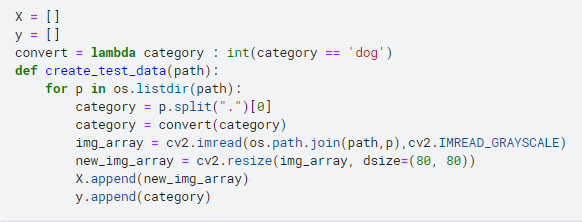 X = []
y = []
convert = lambda category : int(category == 'dog')
def create_test_data(path):
    for p in os.listdir(path):
        category = p.split(".")[0]
        category = convert(category)
        img_array = cv2.imread(os.path.join(path,p),cv2.IMREAD_GRAYSCALE)
        new_img_array = cv2.resize(img_array, dsize=(80, 80))
        X.append(new_img_array)
        y.append(category)